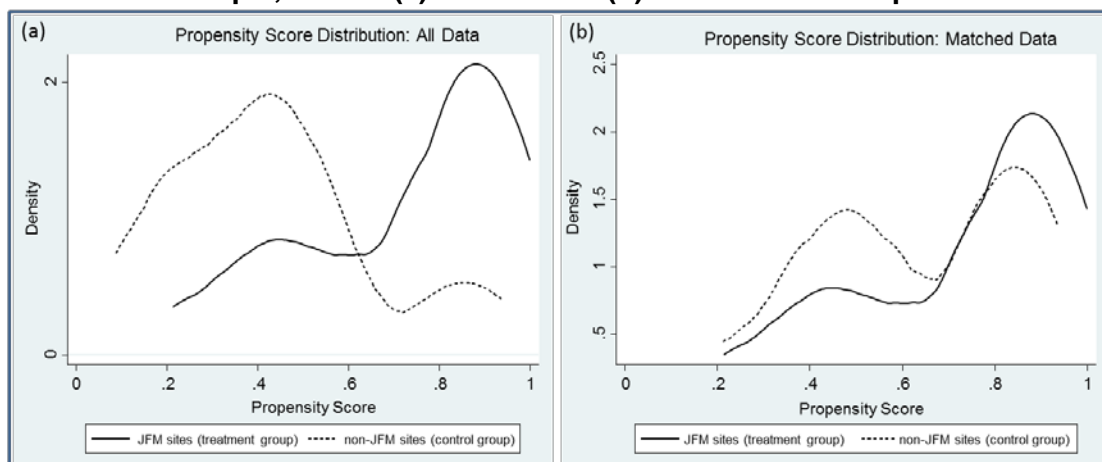 (a)
Propensity Score Distribution: All Data
2
Density
0
0 .2 .4 .6 .8 1
Propensity Score
JFM sites (treatment group) non-JFM sites (control group)
(b)
Propensity Score Distribution: Matched Data
2.5
2
1.5
1
.5
Density
0 .2 .4 .6 .8 1
Propensity Score
JFM sites (treatment group) non-JFM sites (control group)